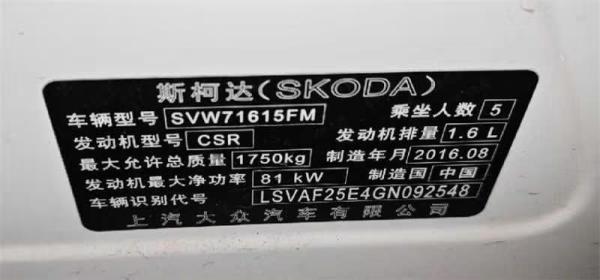 斯柯达(SKODA)
车辆型号 SVW71615FM 乘坐人数 5
发动机型号 CSR 发动机排量 1.6 L
最大允许总质量 1750kg 制造年月 2016.08
发动机最大净功率 81 kW 制造国 中国
车辆识别代号 LSVAF25E4GN092548
上汽大众汽车有限公司